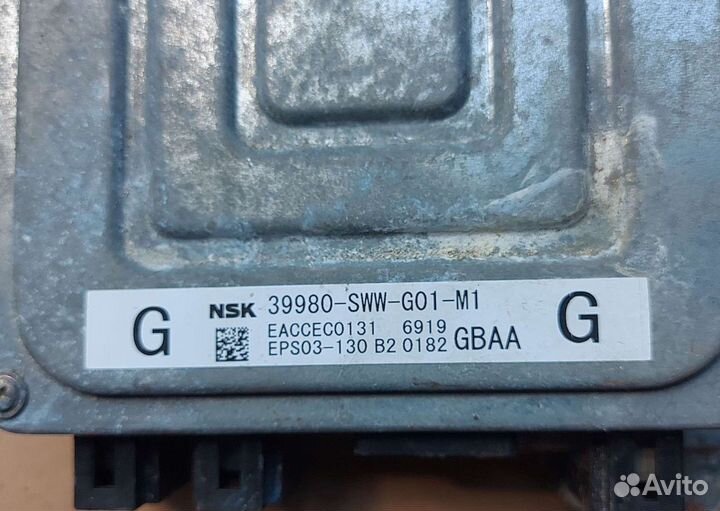 G NSK 39980-SWW-G01-M1 G
EACCEC0131 6919
EPS03-130 B2 0182 GBAA
Avito